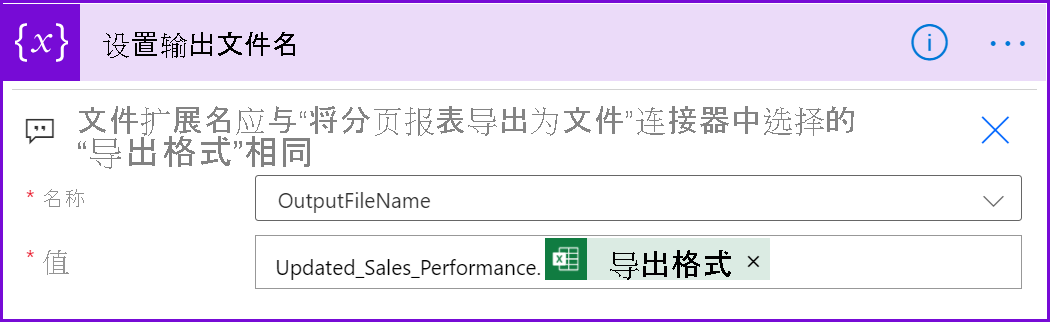 {x} 设置输出文件名
文件扩展名应与“将分页报表导出为文件”连接器中选择的
“导出格式”相同
* 名称 OutputFileName
* 值 Updated_Sales_Performance. 导出格式 ×